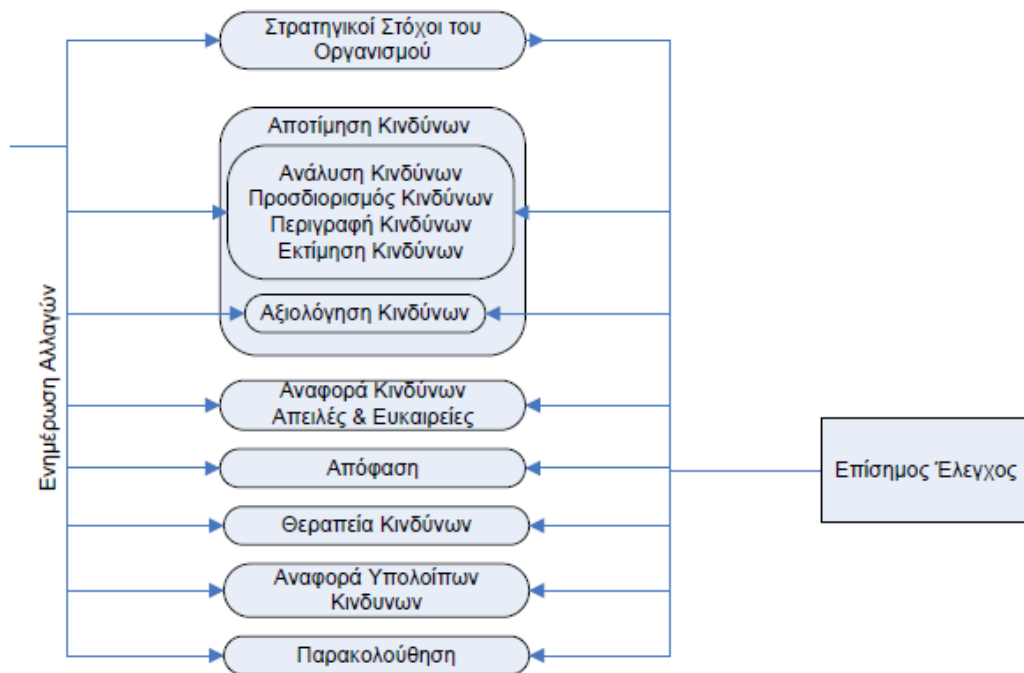 Στρατηγικοί Στόχοι του
Οργανισμού
Αποτίμηση Κινδύνων
Ανάλυση Κινδύνων
Προσδιορισμός Κινδύνων
Περιγραφή Κινδύνων
Εκτίμηση Κινδύνων
Αξιολόγηση Κινδύνων
Αναφορά Κινδύνων
Απειλές & Ευκαιρείες
Απόφαση
Θεραπεία Κινδύνων
Αναφορά Υπολοίπων
Κινδυνων
Παρακολούθηση
Ενημέρωση Αλλαγών
Επίσημος Έλεγχος